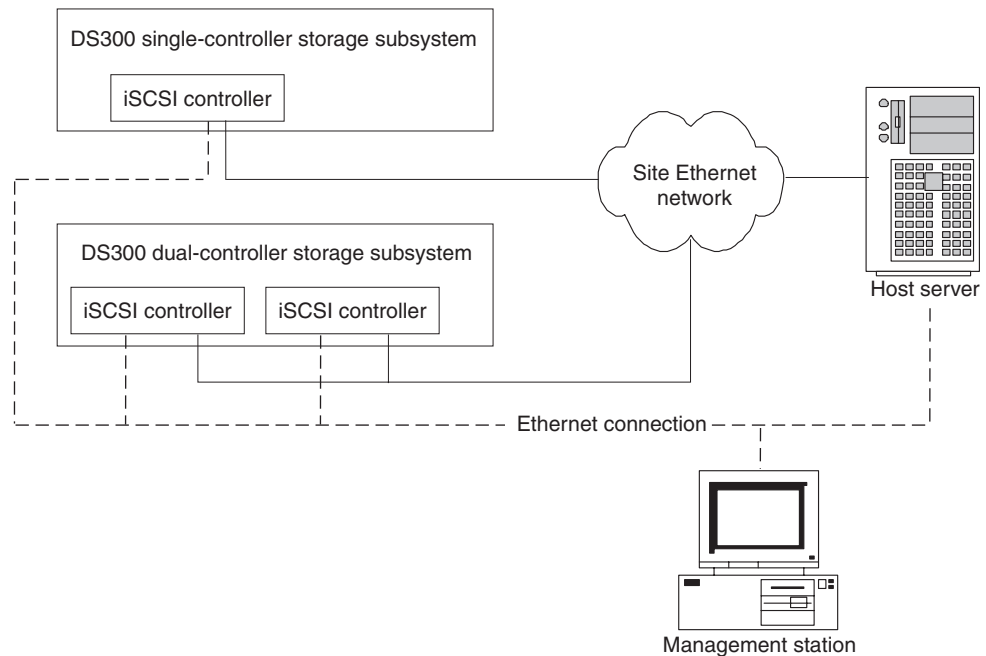 DS300 single-controller storage subsystem
iSCSI controller
Site Ethernet
network
DS300 dual-controller storage subsystem
iSCSI controller
iSCSI controller
Host server
Ethernet connection
Management station